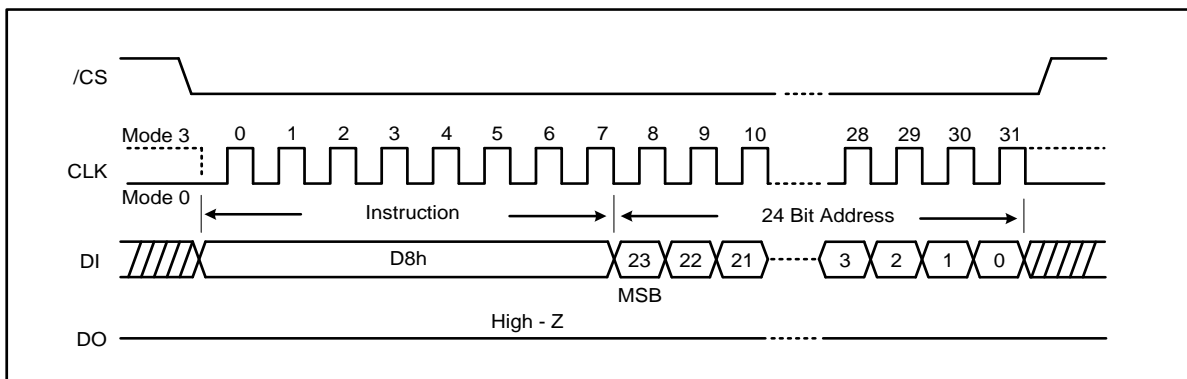 /CS
Mode 3 0 1 2 3 4 5 6 7 8 9 10 28 29 30 31
CLK
Mode 0
Instruction 24 Bit Address
DI D8h 23 22 21 3 2 1 0
MSB
High - Z
DO